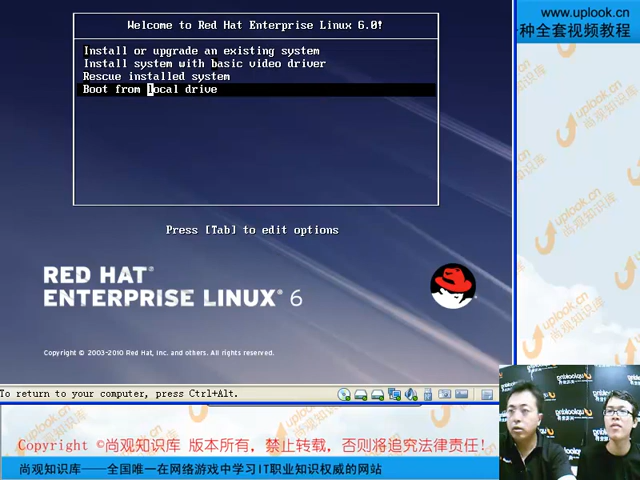 Welcome to Red Hat Enterprise Linux 6.0!
Install or upgrade an existing system
Install system with basic video driver
Rescue installed system
Boot from local drive
Press [Tab] to edit options
RED HAT®
ENTERPRISE LINUX® 6
Copyright © 2003-2010 Red Hat, Inc. and others. All rights reserved.
To return to your computer, press Ctrl+Alt.
www.uplook.cn
种全套视频教程
uplook.cn
尚观知识库
Copyright ©尚观知识库 版本所有，禁止转载，否则将追究法律责任！
尚观知识库——全国唯一在网络游戏中学习IT职业知识权威的网站